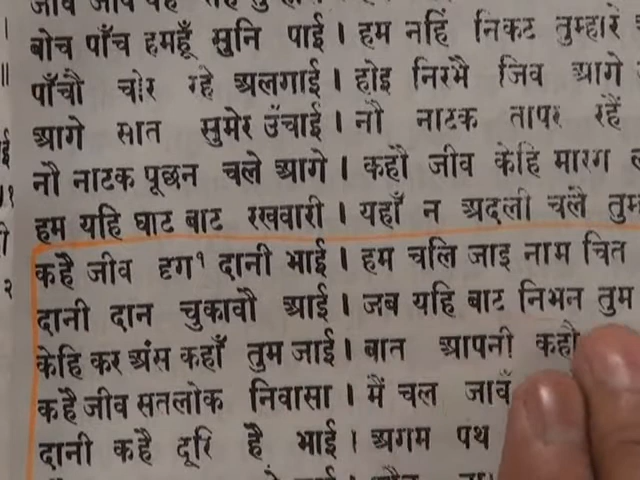 बोच पाँच हमहूँ सुनि पाई । हम नहिं निकट तुम्हारे
पाँचौ चोर रहे अलगाई । होइ निरभै जिव आगे
आगे सात सुमेर उँचाई । नौ नाटक तापर रहैं
नौ नाटक पूछन चले आगे । कहौ जीव केहि मारग
हम यहि घाट बाट रखवारी । यहाँ न अदली चलै
कहै जीव दृग१ दानी भाई । हम चलि जाइ नाम चित
दानी दान चुकावौ आई । जब यहि बाट निभन तुम
केहि कर अंस कहाँ तुम जाई । बात आपनी कहौ
कहै जीव सतलोक निवासा । मैं चल जावँ
दानी कहै दूरि है भाई । अगम पथ